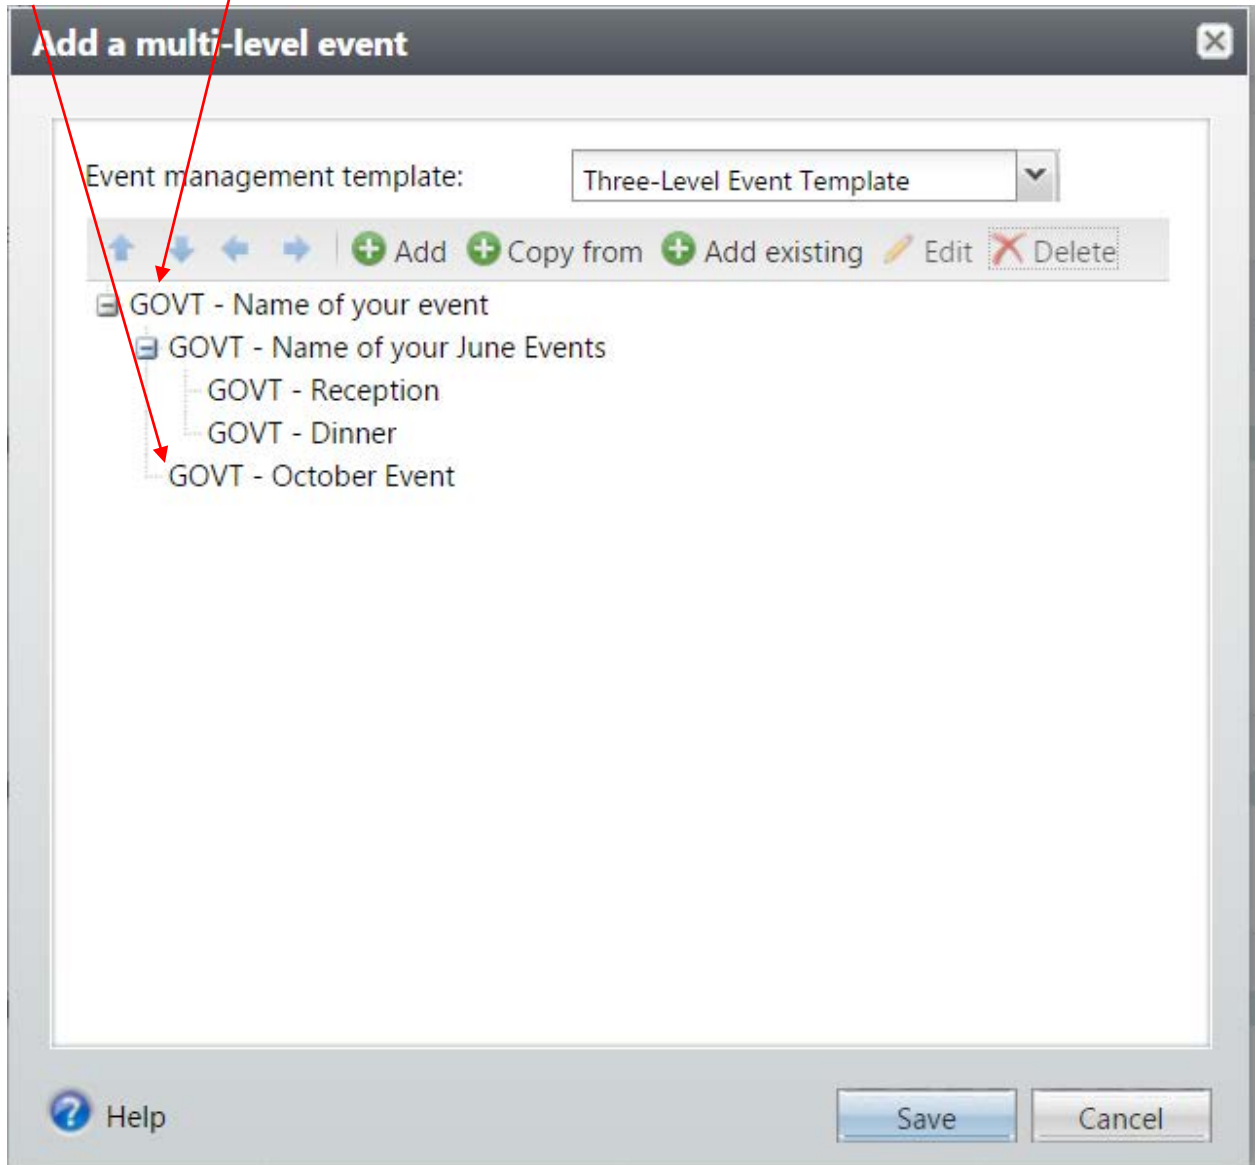 Add a multi-level event
Event management template: Three-Level Event Template
Add Copy from Add existing Edit Delete
GOVT - Name of your event
GOVT - Name of your June Events
GOVT - Reception
GOVT - Dinner
GOVT - October Event
Help Save Cancel